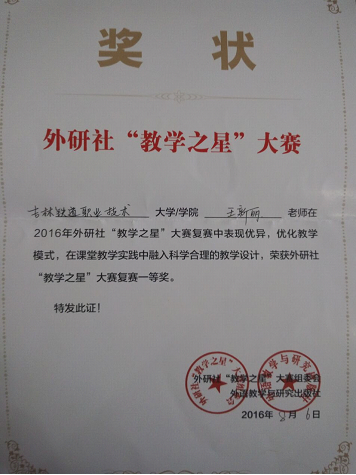 奖 状
外研社“教学之星”大赛
吉林铁道职业技术 大学/学院 王新丽 老师在
2016年外研社“教学之星”大赛复赛中表现优异，优化教学
模式，在课堂教学实践中融入科学合理的教学设计，荣获外研社
“教学之星”大赛复赛一等奖。
特发此证！
外研社“教学之星”大赛组委会
外语教学与研究出版社
2016年 月 6日